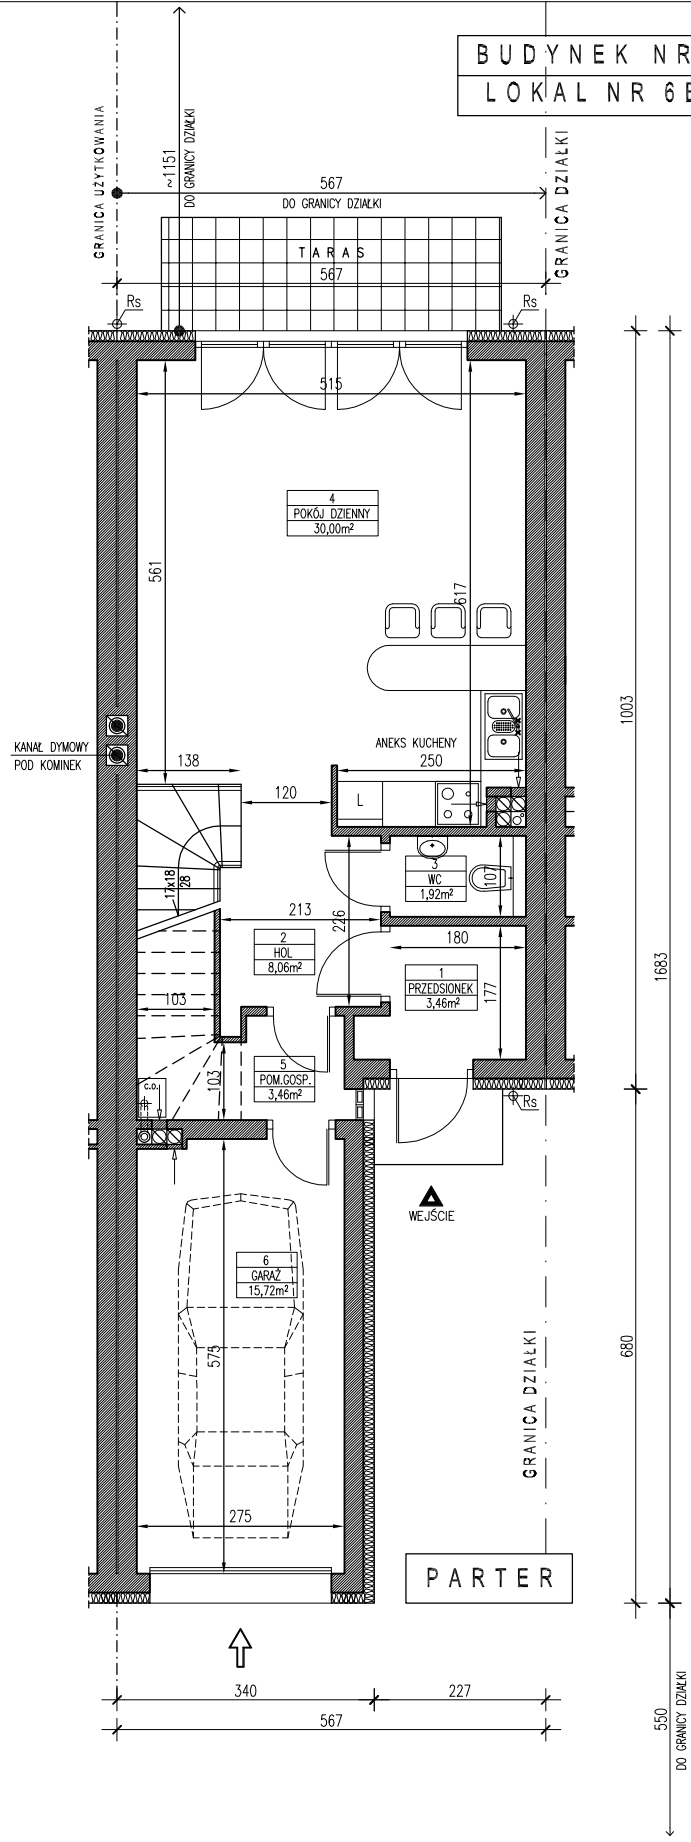 BUDYNEK NR
LOKAL NR 6
GRANICA UŻYTKOWANIA
~1151
DO GRANICY DZIAŁKI
567
DO GRANICY DZIAŁKI
GRANICA DZIAŁKI
TARAS
567
Rs
Rs
515
4
POKÓJ DZIENNY
30,00m²
561
617
1003
KANAŁ DYMOWY
POD KOMINEK
ANEKS KUCHENY
138
250
120
L
17x18
28
3
WC
1,92m²
107
213
226
2
HOL
8,06m²
180
1
PRZEDSIONEK
3,46m²
177
1683
103
103
5
POM.GOSP.
3,46m²
c.o.
Rs
WEJŚCIE
6
GARAŻ
15,72m²
575
680
GRANICA DZIAŁKI
275
PARTER
340
227
567
550
DO GRANICY DZIAŁKI